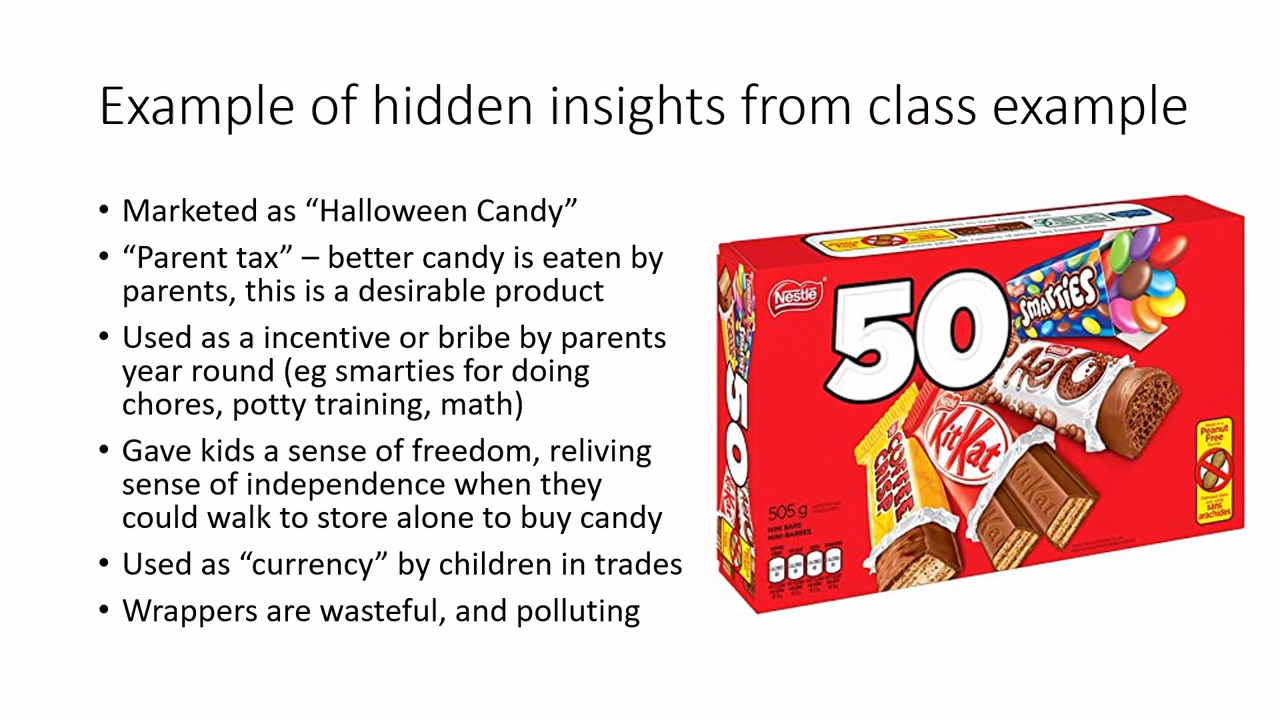 Example of hidden insights from class example
• Marketed as “Halloween Candy”
• “Parent tax” – better candy is eaten by
parents, this is a desirable product
• Used as a incentive or bribe by parents
year round (eg smarties for doing
chores, potty training, math)
• Gave kids a sense of freedom, reliving
sense of independence when they
could walk to store alone to buy candy
• Used as “currency” by children in trades
• Wrappers are wasteful, and polluting
Nestlé
50
SMARTIES
AERO
Nestlé
KitKat
COFFEE
CRISP
KitKat
50
Peanut
Free
sans
arachides
505 g
MINI BARS
MINI-BARRES